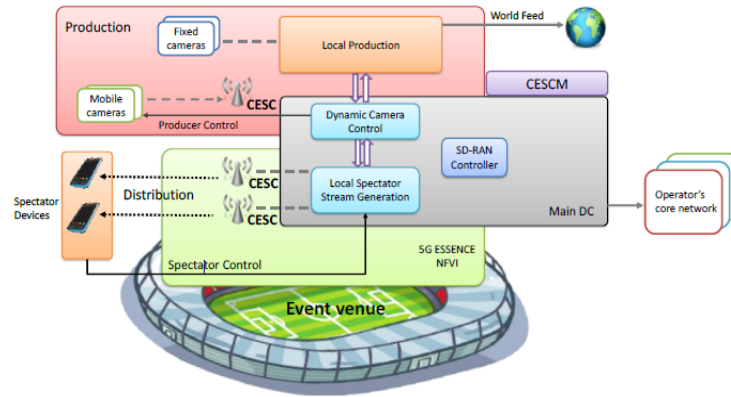 Production
Fixed
cameras
Local Production
World Feed
Mobile
cameras
CESC
Producer Control
CESCM
Dynamic Camera
Control
SD-RAN
Controller
Spectator
Devices
Distribution
CESC
CESC
Local Spectator
Stream Generation
Main DC
Operator's
core network
Spectator Control
5G ESSENCE
NFVI
Event venue